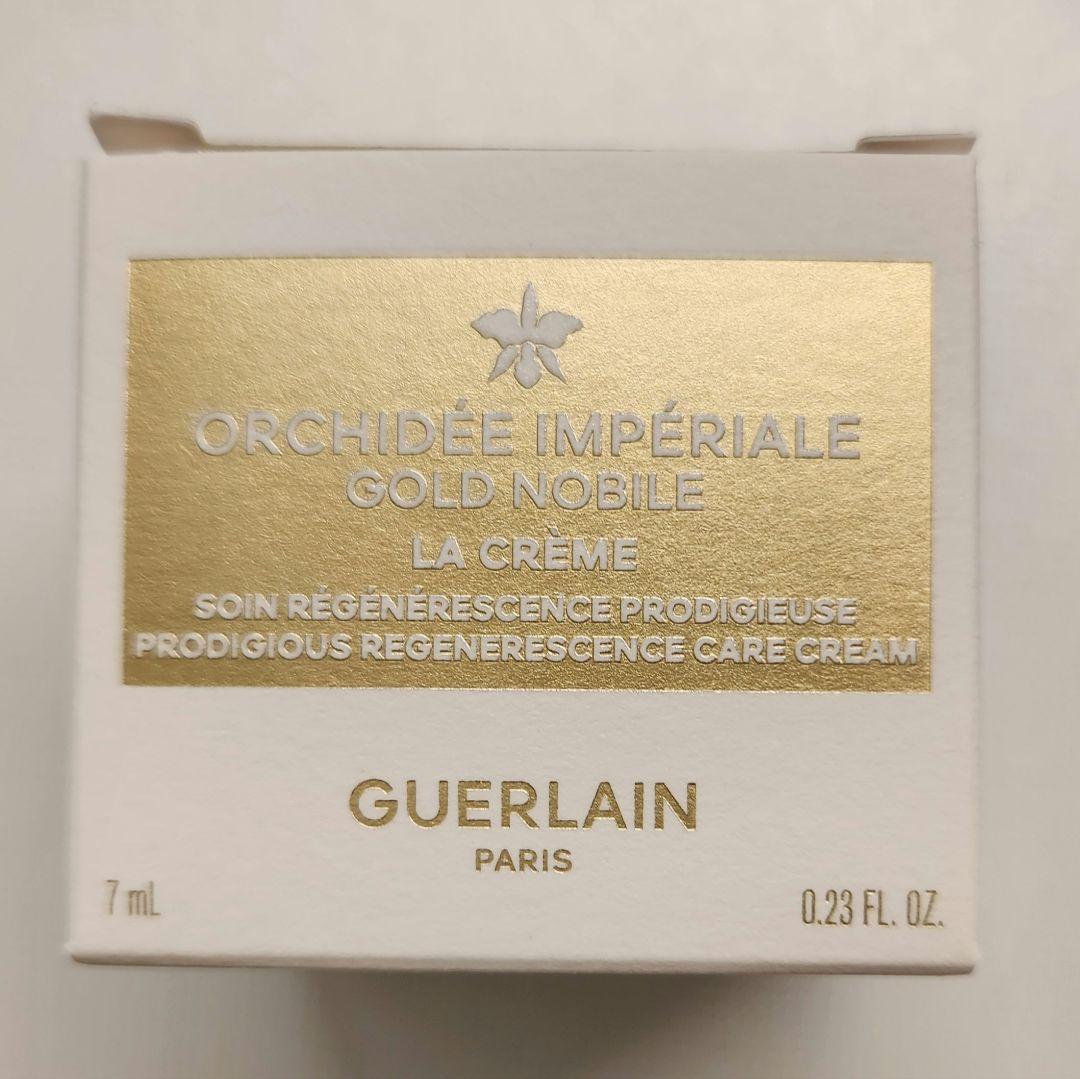 ORCHIDÉE IMPÉRIALE
GOLD NOBILE
LA CRÈME
SOIN RÉGÉNÉRESCENCE PRODIGIEUSE
PRODIGIOUS REGENERESCENCE CARE CREAM
GUERLAIN
PARIS
7 mL 0.23 FL. OZ.